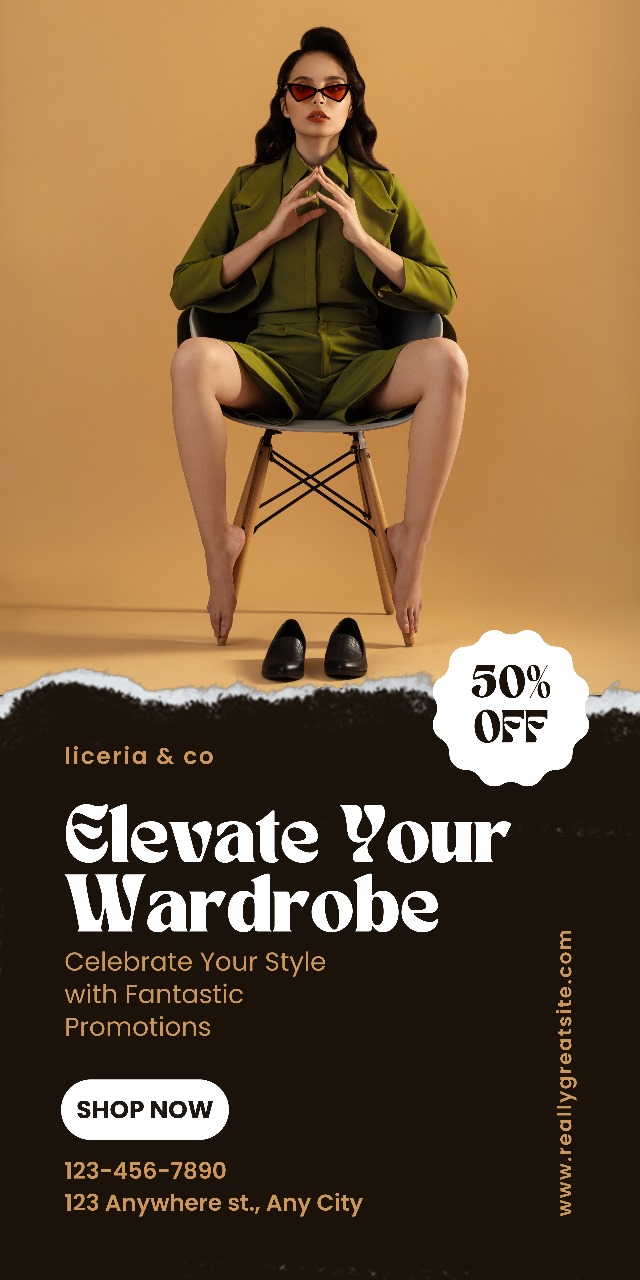 50%
OFF
liceria & co
Elevate Your
Wardrobe
Celebrate Your Style
with Fantastic
Promotions
SHOP NOW
123-456-7890
123 Anywhere st., Any City
www.reallygreatsite.com